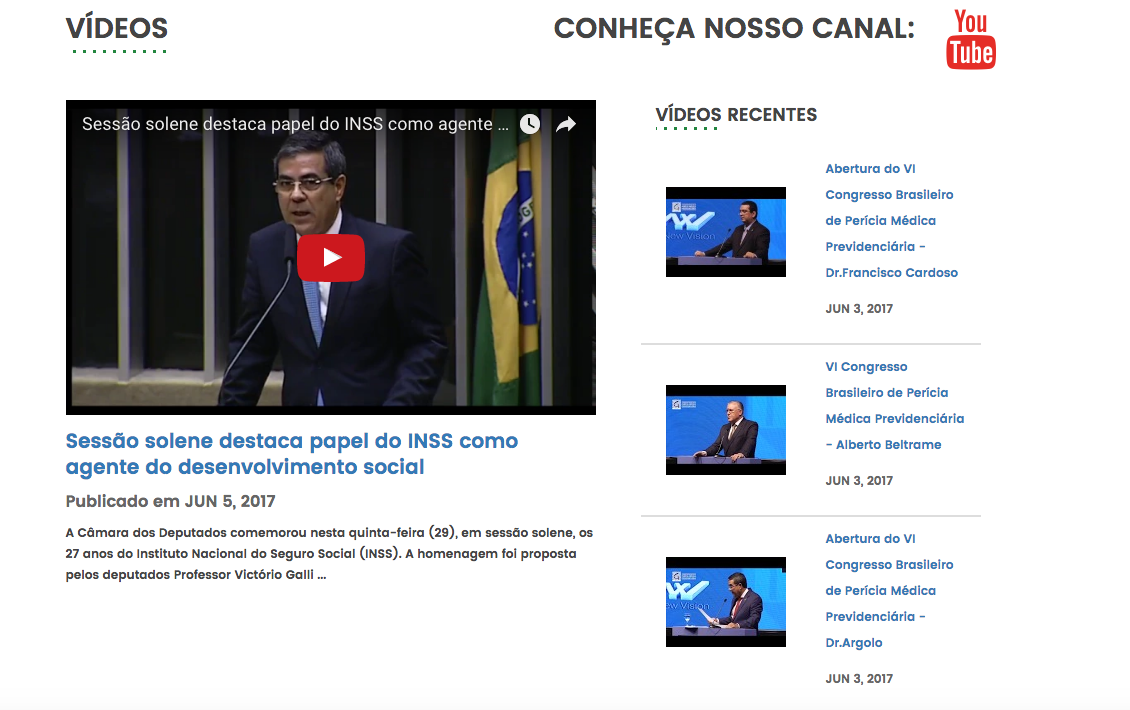 VÍDEOS
CONHEÇA NOSSO CANAL:
You
Tube
Sessão solene destaca papel do INSS como agente ...
Sessão solene destaca papel do INSS como
agente do desenvolvimento social
Publicado em JUN 5, 2017
A Câmara dos Deputados comemorou nesta quinta-feira (29), em sessão solene, os
27 anos do Instituto Nacional do Seguro Social (INSS). A homenagem foi proposta
pelos deputados Professor Victório Galli ...
VÍDEOS RECENTES
New Vision
Abertura do VI
Congresso Brasileiro
de Perícia Médica
Previdenciária -
Dr.Francisco Cardoso
JUN 3, 2017
VI Congresso
Brasileiro de Perícia
Médica Previdenciária
- Alberto Beltrame
JUN 3, 2017
New Vision
Abertura do VI
Congresso Brasileiro
de Perícia Médica
Previdenciária -
Dr.Argolo
JUN 3, 2017